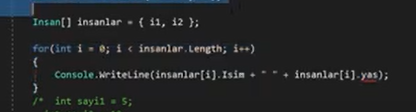 Insan[] insanlar = { i1, i2 };
for(int i = 0; i < insanlar.Length; i++)
{
Console.WriteLine(insanlar[i].Isim + " " + insanlar[i].yas);
}
/* int sayi1 = 5;